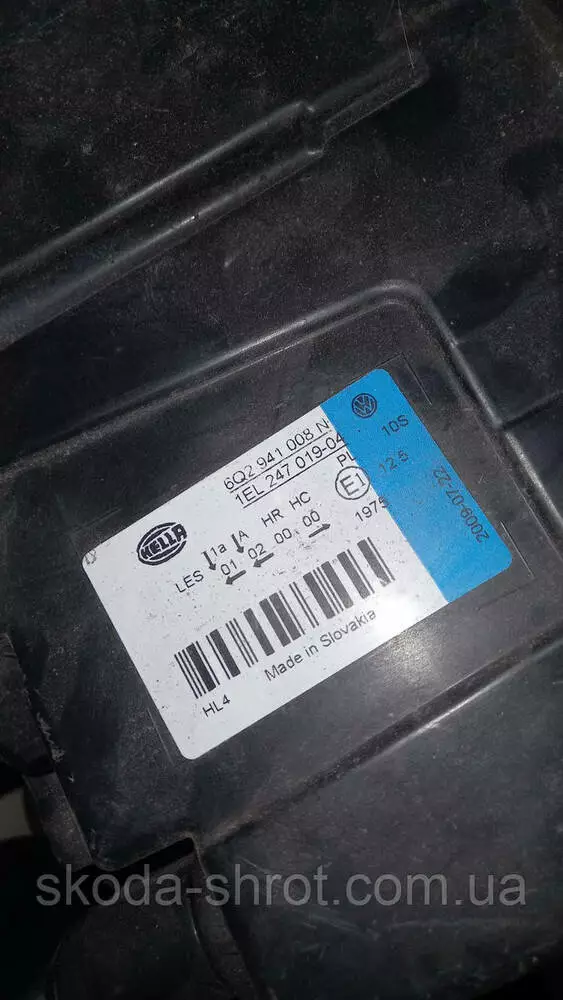 6Q2 941 008 N
1EL 247 019-04
HELLA
LES 1a A HR HC
01 02 00 00
E1
1975
PL
10S
12 5
2009-07-22
HL4
Made in Slovakia
skoda-shrot.com.ua